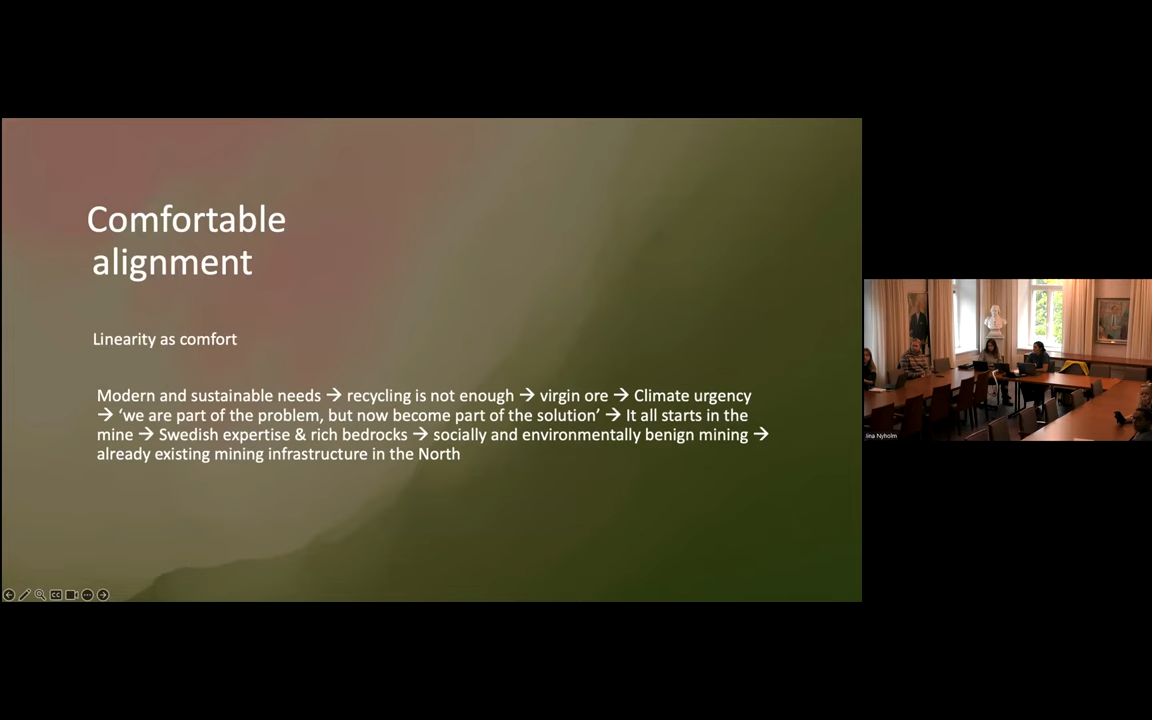 Comfortable
alignment
Linearity as comfort
Modern and sustainable needs → recycling is not enough → virgin ore → Climate urgency
→ ‘we are part of the problem, but now become part of the solution’ → It all starts in the
mine → Swedish expertise & rich bedrocks → socially and environmentally benign mining →
already existing mining infrastructure in the North
Iina Nyholm